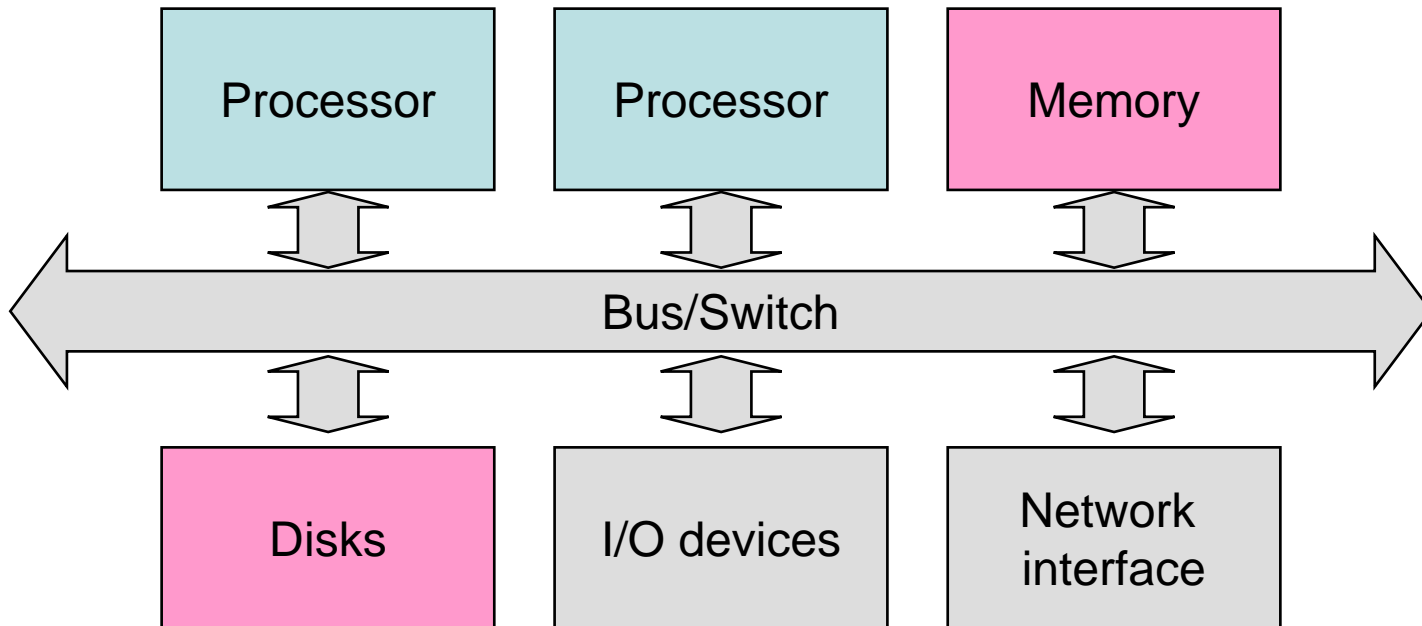 Processor
Processor
Memory
Bus/Switch
Disks
I/O devices
Network
interface